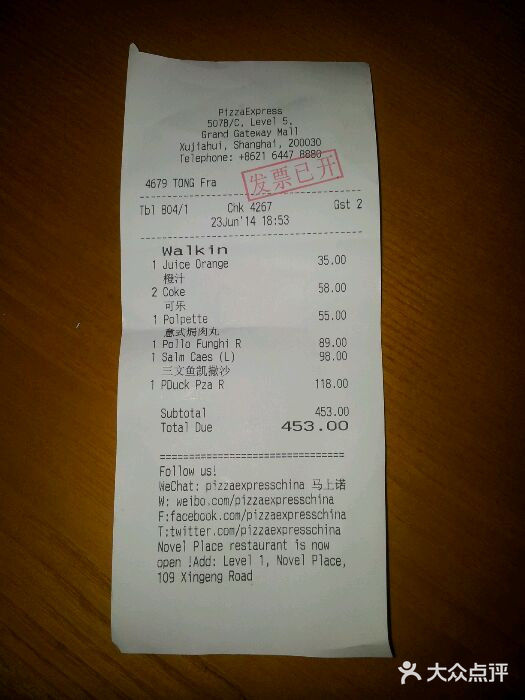 PizzaExpress
507B/C, Level 5,
Grand Gateway Mall
Xujiahui, Shanghai, 200030
Telephone: +8621 6447 8880
发票已开
4679 TONG Fra
Tbl B04/1 Chk 4267 Gst 2
23Jun'14 18:53
Walkin
1 Juice Orange 35.00
橙汁
2 Coke 58.00
可乐
1 Polpette 55.00
意式焗肉丸
1 Pollo Funghi R 89.00
1 Salm Caes (L) 98.00
三文鱼凯撒沙
1 PDuck Pza R 118.00
Subtotal 453.00
Total Due 453.00
Follow us!
WeChat: pizzaexpresschina 马上诺
W: weibo.com/pizzaexpresschina
F:facebook.com/pizzaexpresschina
T:twitter.com/pizzaexpresschina
Novel Place restaurant is now
open !Add: Level 1, Novel Place,
109 Xingeng Road
大众点评